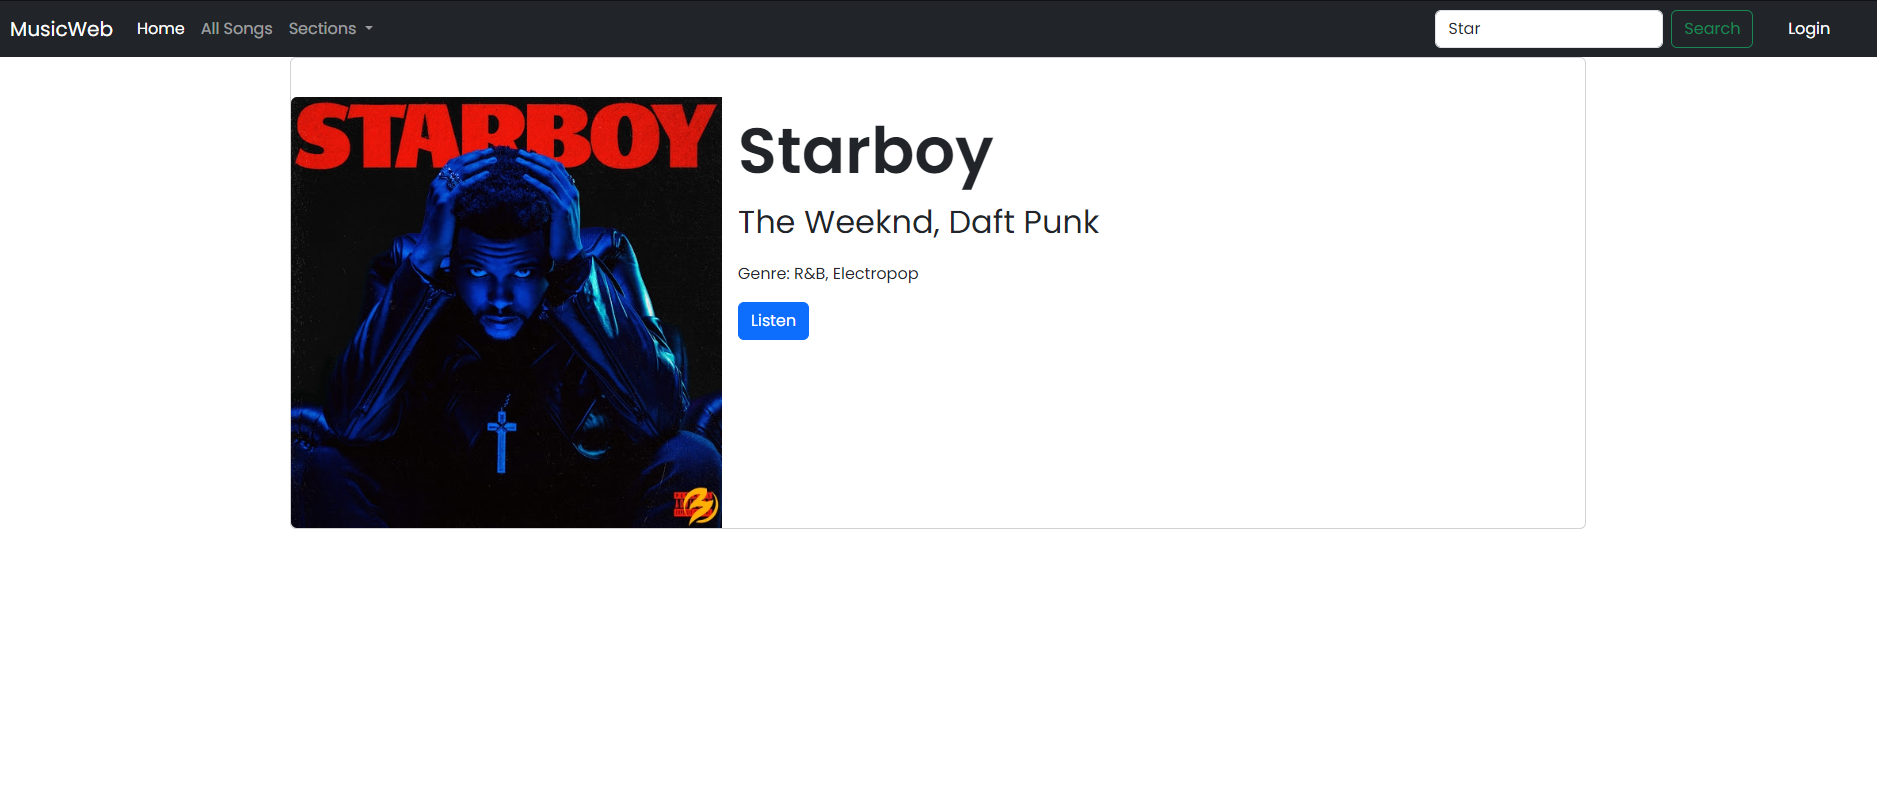 MusicWeb Home All Songs Sections Star Search Login
STARBOY
Starboy
The Weeknd, Daft Punk
Genre: R&B, Electropop
Listen